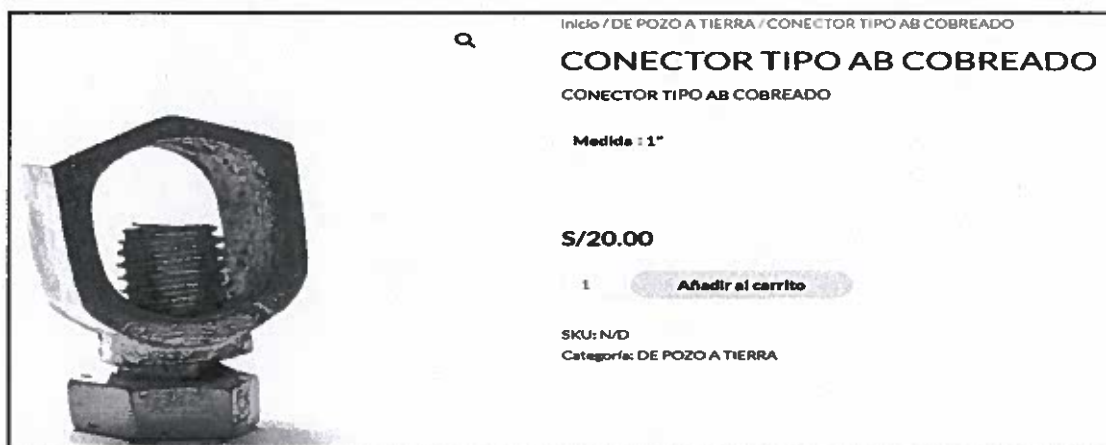 Inicio / DE POZO A TIERRA / CONECTOR TIPO AB COBREADO
CONECTOR TIPO AB COBREADO
CONECTOR TIPO AB COBREADO
Medida : 1"
S/20.00
1 Añadir al carrito
SKU: N/D
Categoría: DE POZO A TIERRA